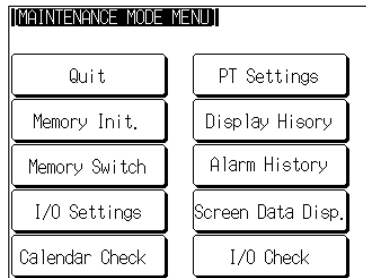 [MAINTENANCE MODE MENU]
Quit
PT Settings
Memory Init.
Display Hisory
Memory Switch
Alarm History
I/O Settings
Screen Data Disp.
Calendar Check
I/O Check